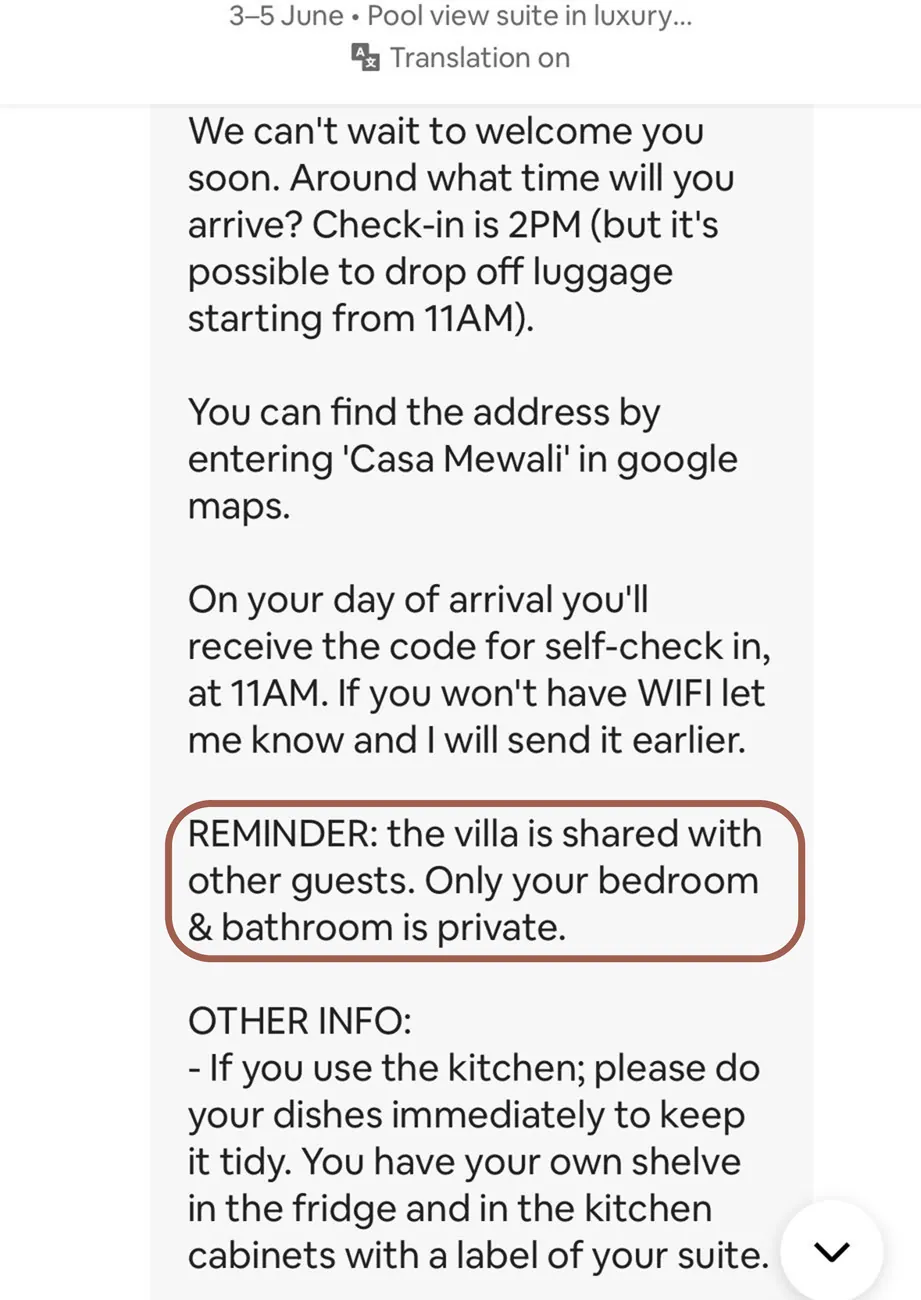 3–5 June • Pool view suite in luxury...
Translation on
We can't wait to welcome you
soon. Around what time will you
arrive? Check-in is 2PM (but it's
possible to drop off luggage
starting from 11AM).
You can find the address by
entering 'Casa Mewali' in google
maps.
On your day of arrival you'll
receive the code for self-check in,
at 11AM. If you won't have WIFI let
me know and I will send it earlier.
REMINDER: the villa is shared with
other guests. Only your bedroom
& bathroom is private.
OTHER INFO:
- If you use the kitchen; please do
your dishes immediately to keep
it tidy. You have your own shelve
in the fridge and in the kitchen
cabinets with a label of your suite.